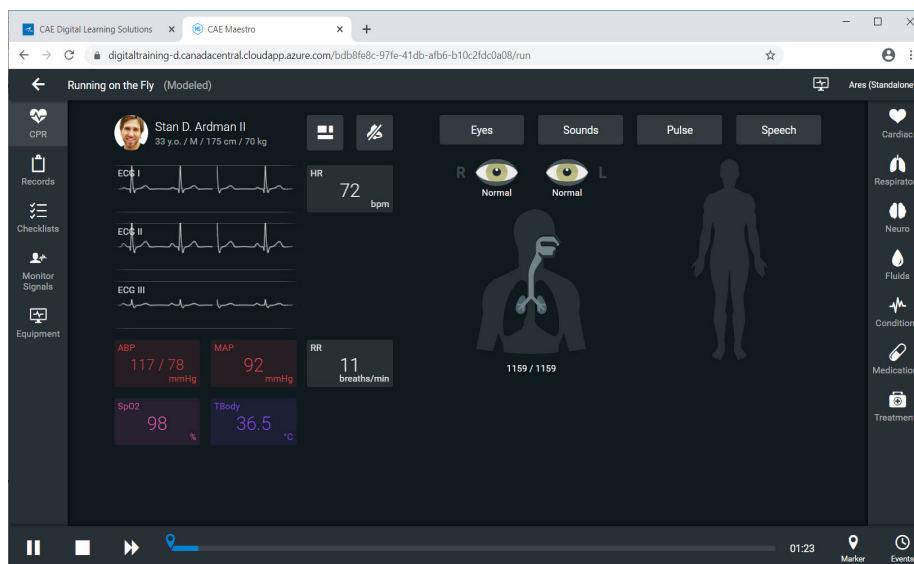 CAE Digital Learning Solutions
CAE Maestro
digitaltraining-d.canadacentral.cloudapp.azure.com/bdb8fe8c-97fe-41db-afb6-b10c2fdc0a08/run
Running on the Fly (Modeled)
Ares (Standalone
CPR
Records
Checklists
Monitor
Signals
Equipment
Stan D. Ardman II
33 y.o. / M / 175 cm / 70 kg
ECG I
HR
72
bpm
ECG II
ECG III
ABP
117 / 78
mmHg
MAP
92
mmHg
RR
11
breaths/min
SpO2
98
%
TBody
36.5
°C
Eyes
Sounds
Pulse
Speech
R
L
Normal
Normal
1159 / 1159
Cardiac
Respirator
Neuro
Fluids
Condition
Medication
Treatmen
01:23
Marker
Events